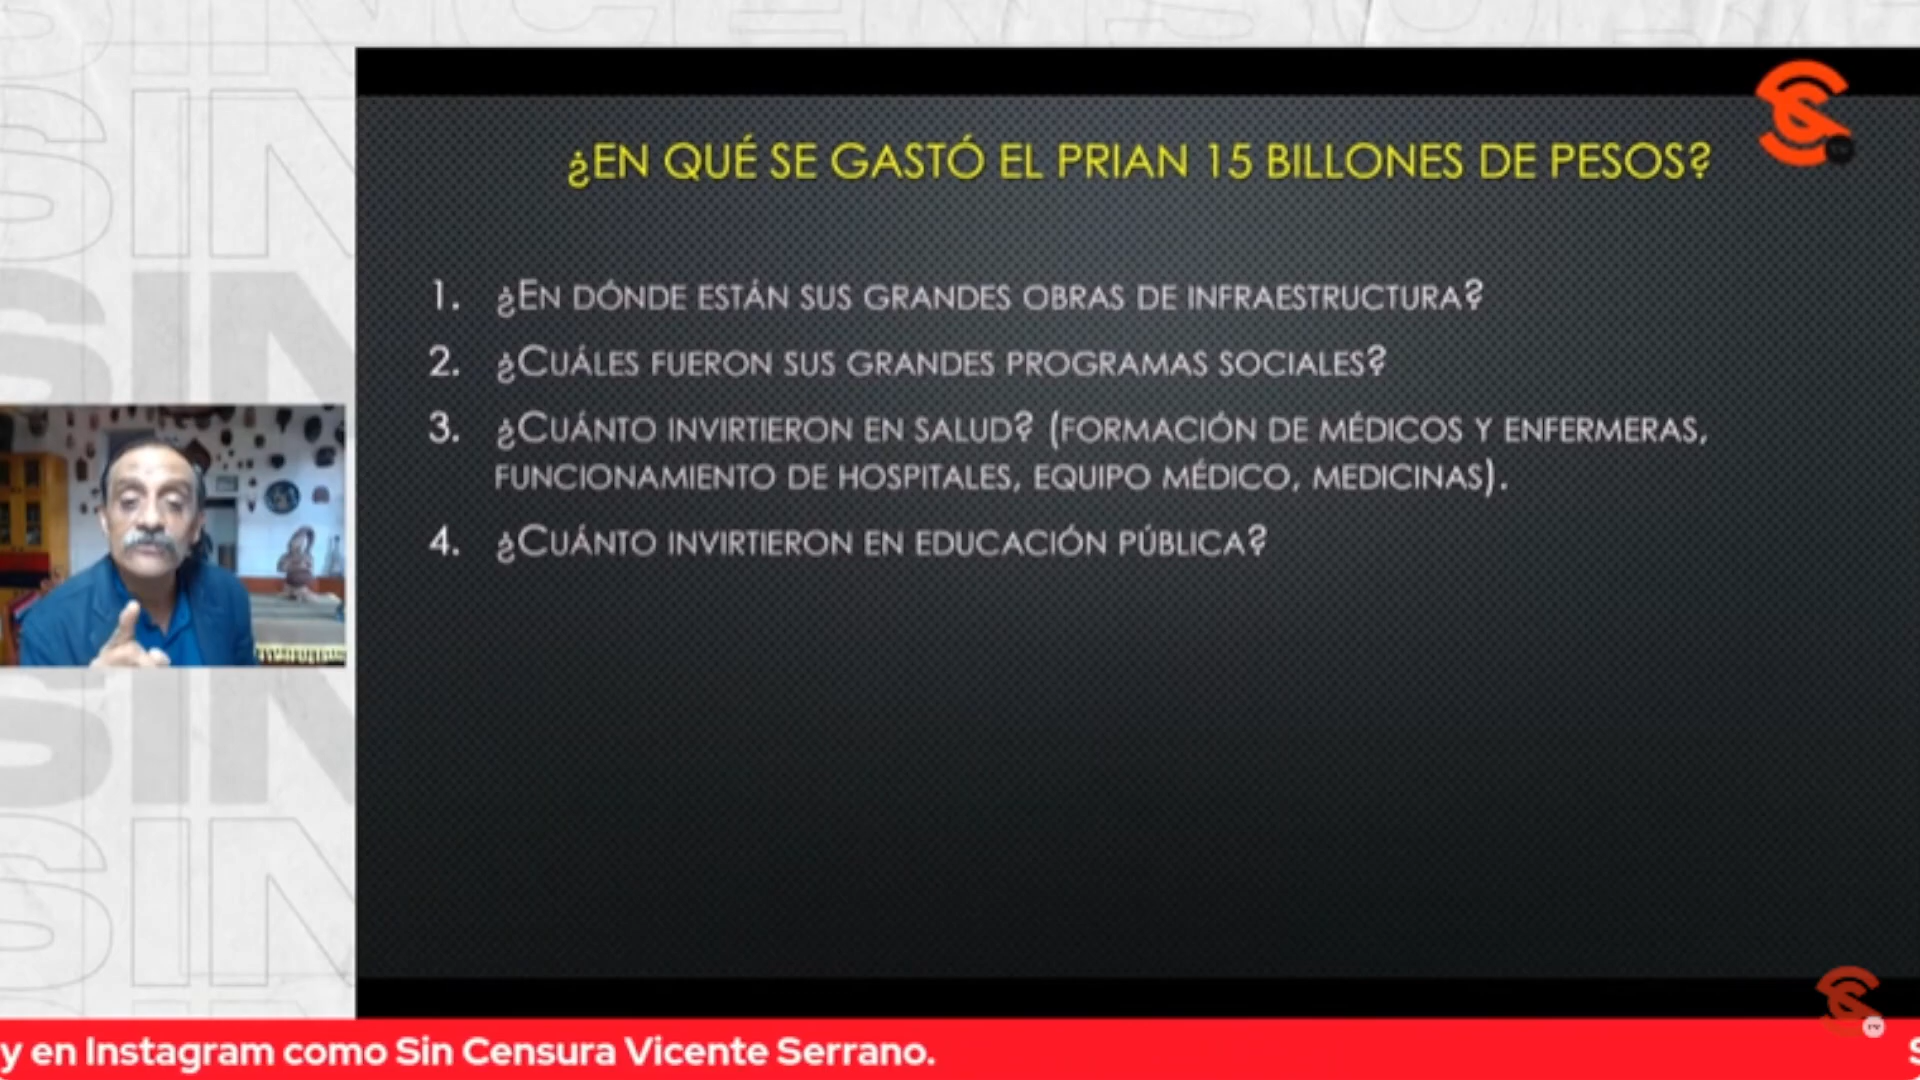 ¿EN QUÉ SE GASTÓ EL PRIAN 15 BILLONES DE PESOS?
1. ¿EN DÓNDE ESTÁN SUS GRANDES OBRAS DE INFRAESTRUCTURA?
2. ¿CUÁLES FUERON SUS GRANDES PROGRAMAS SOCIALES?
3. ¿CUÁNTO INVIRTIERON EN SALUD? (FORMACIÓN DE MÉDICOS Y ENFERMERAS,
FUNCIONAMIENTO DE HOSPITALES, EQUIPO MÉDICO, MEDICINAS).
4. ¿CUÁNTO INVIRTIERON EN EDUCACIÓN PÚBLICA?
y en Instagram como Sin Censura Vicente Serrano.